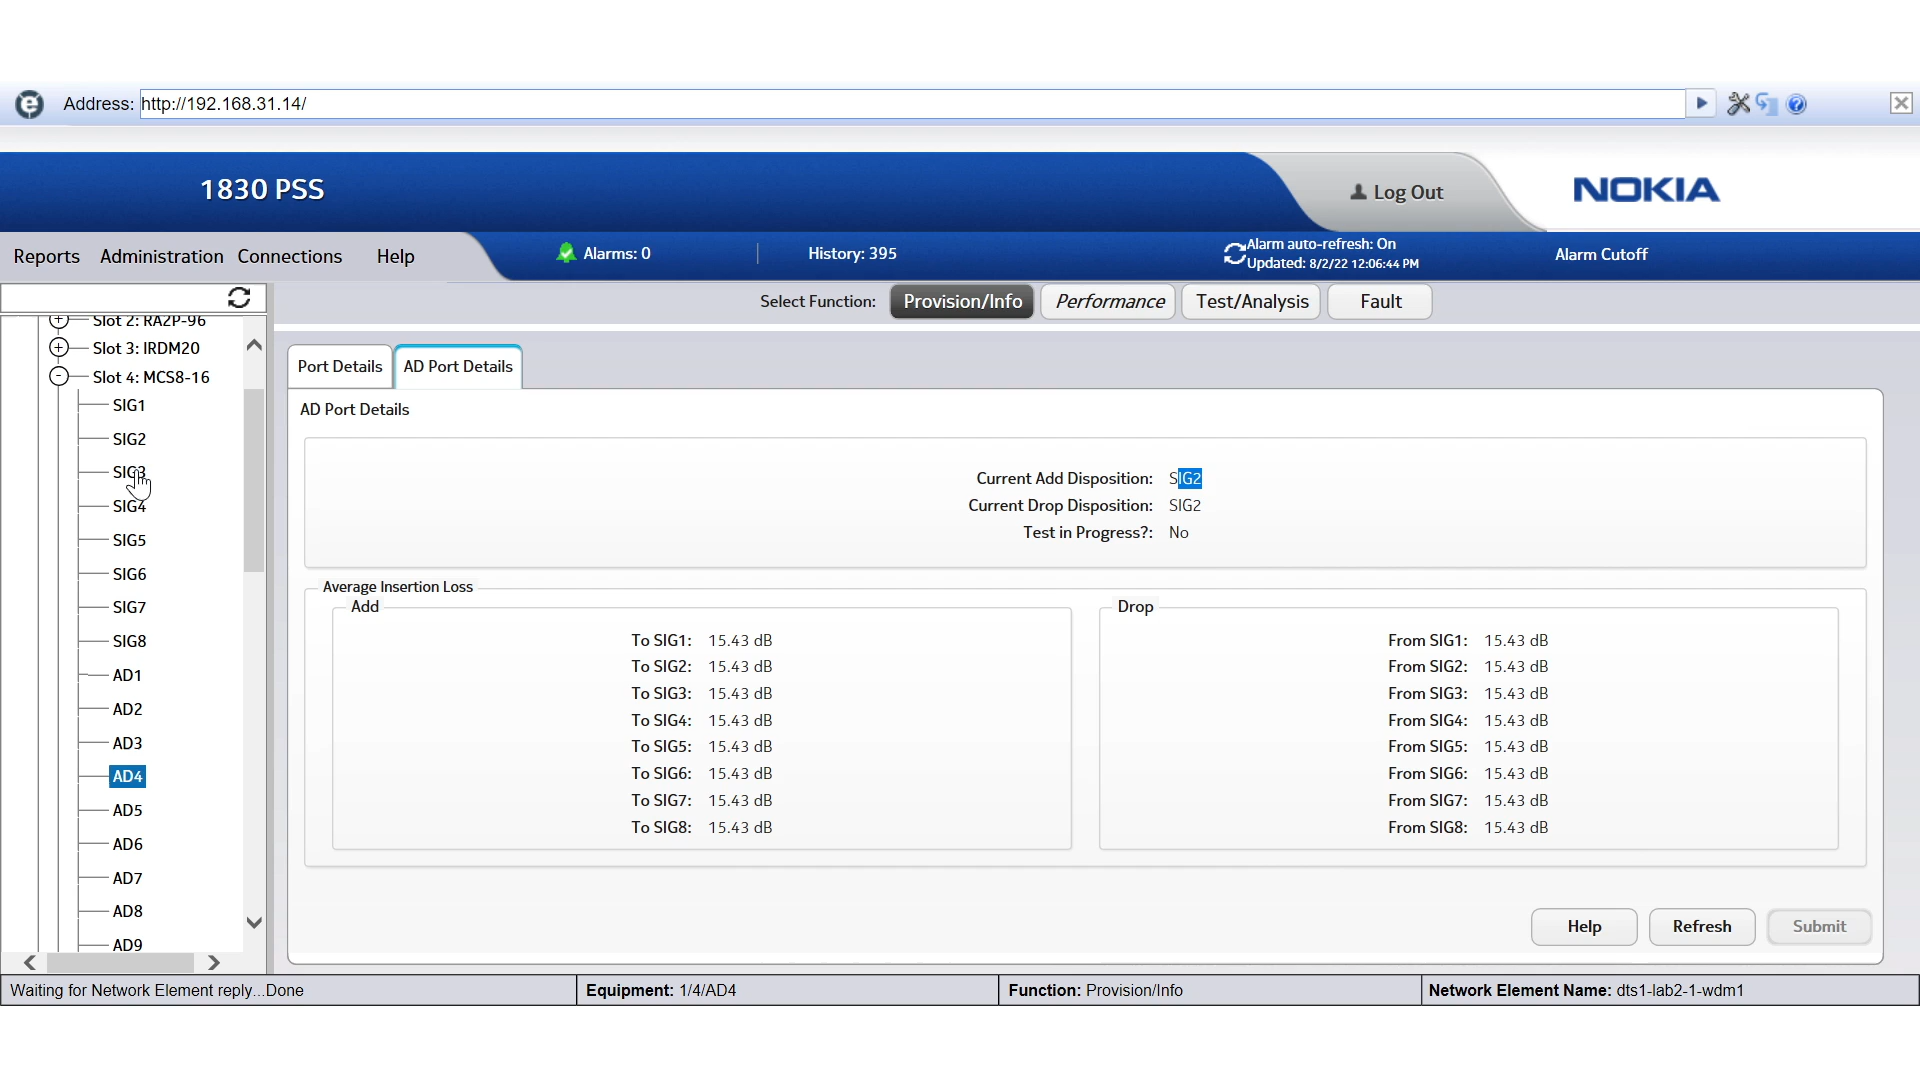 Address: http://192.168.31.14/
1830 PSS
Log Out
NOKIA
Reports Administration Connections Help
Alarms: 0
History: 395
Alarm auto-refresh: On
Updated: 8/2/22 12:06:44 PM
Alarm Cutoff
Select Function: Provision/Info Performance Test/Analysis Fault
Slot 2: RA2P-96
Slot 3: IRDM20
Slot 4: MCS8-16
SIG1
SIG2
SIG3
SIG4
SIG5
SIG6
SIG7
SIG8
AD1
AD2
AD3
AD4
AD5
AD6
AD7
AD8
AD9
Port Details AD Port Details
AD Port Details
Current Add Disposition: SIG2
Current Drop Disposition: SIG2
Test in Progress?: No
Average Insertion Loss
Add
To SIG1: 15.43 dB
To SIG2: 15.43 dB
To SIG3: 15.43 dB
To SIG4: 15.43 dB
To SIG5: 15.43 dB
To SIG6: 15.43 dB
To SIG7: 15.43 dB
To SIG8: 15.43 dB
Drop
From SIG1: 15.43 dB
From SIG2: 15.43 dB
From SIG3: 15.43 dB
From SIG4: 15.43 dB
From SIG5: 15.43 dB
From SIG6: 15.43 dB
From SIG7: 15.43 dB
From SIG8: 15.43 dB
Help Refresh Submit
Waiting for Network Element reply...Done
Equipment: 1/4/AD4
Function: Provision/Info
Network Element Name: dts1-lab2-1-wdm1